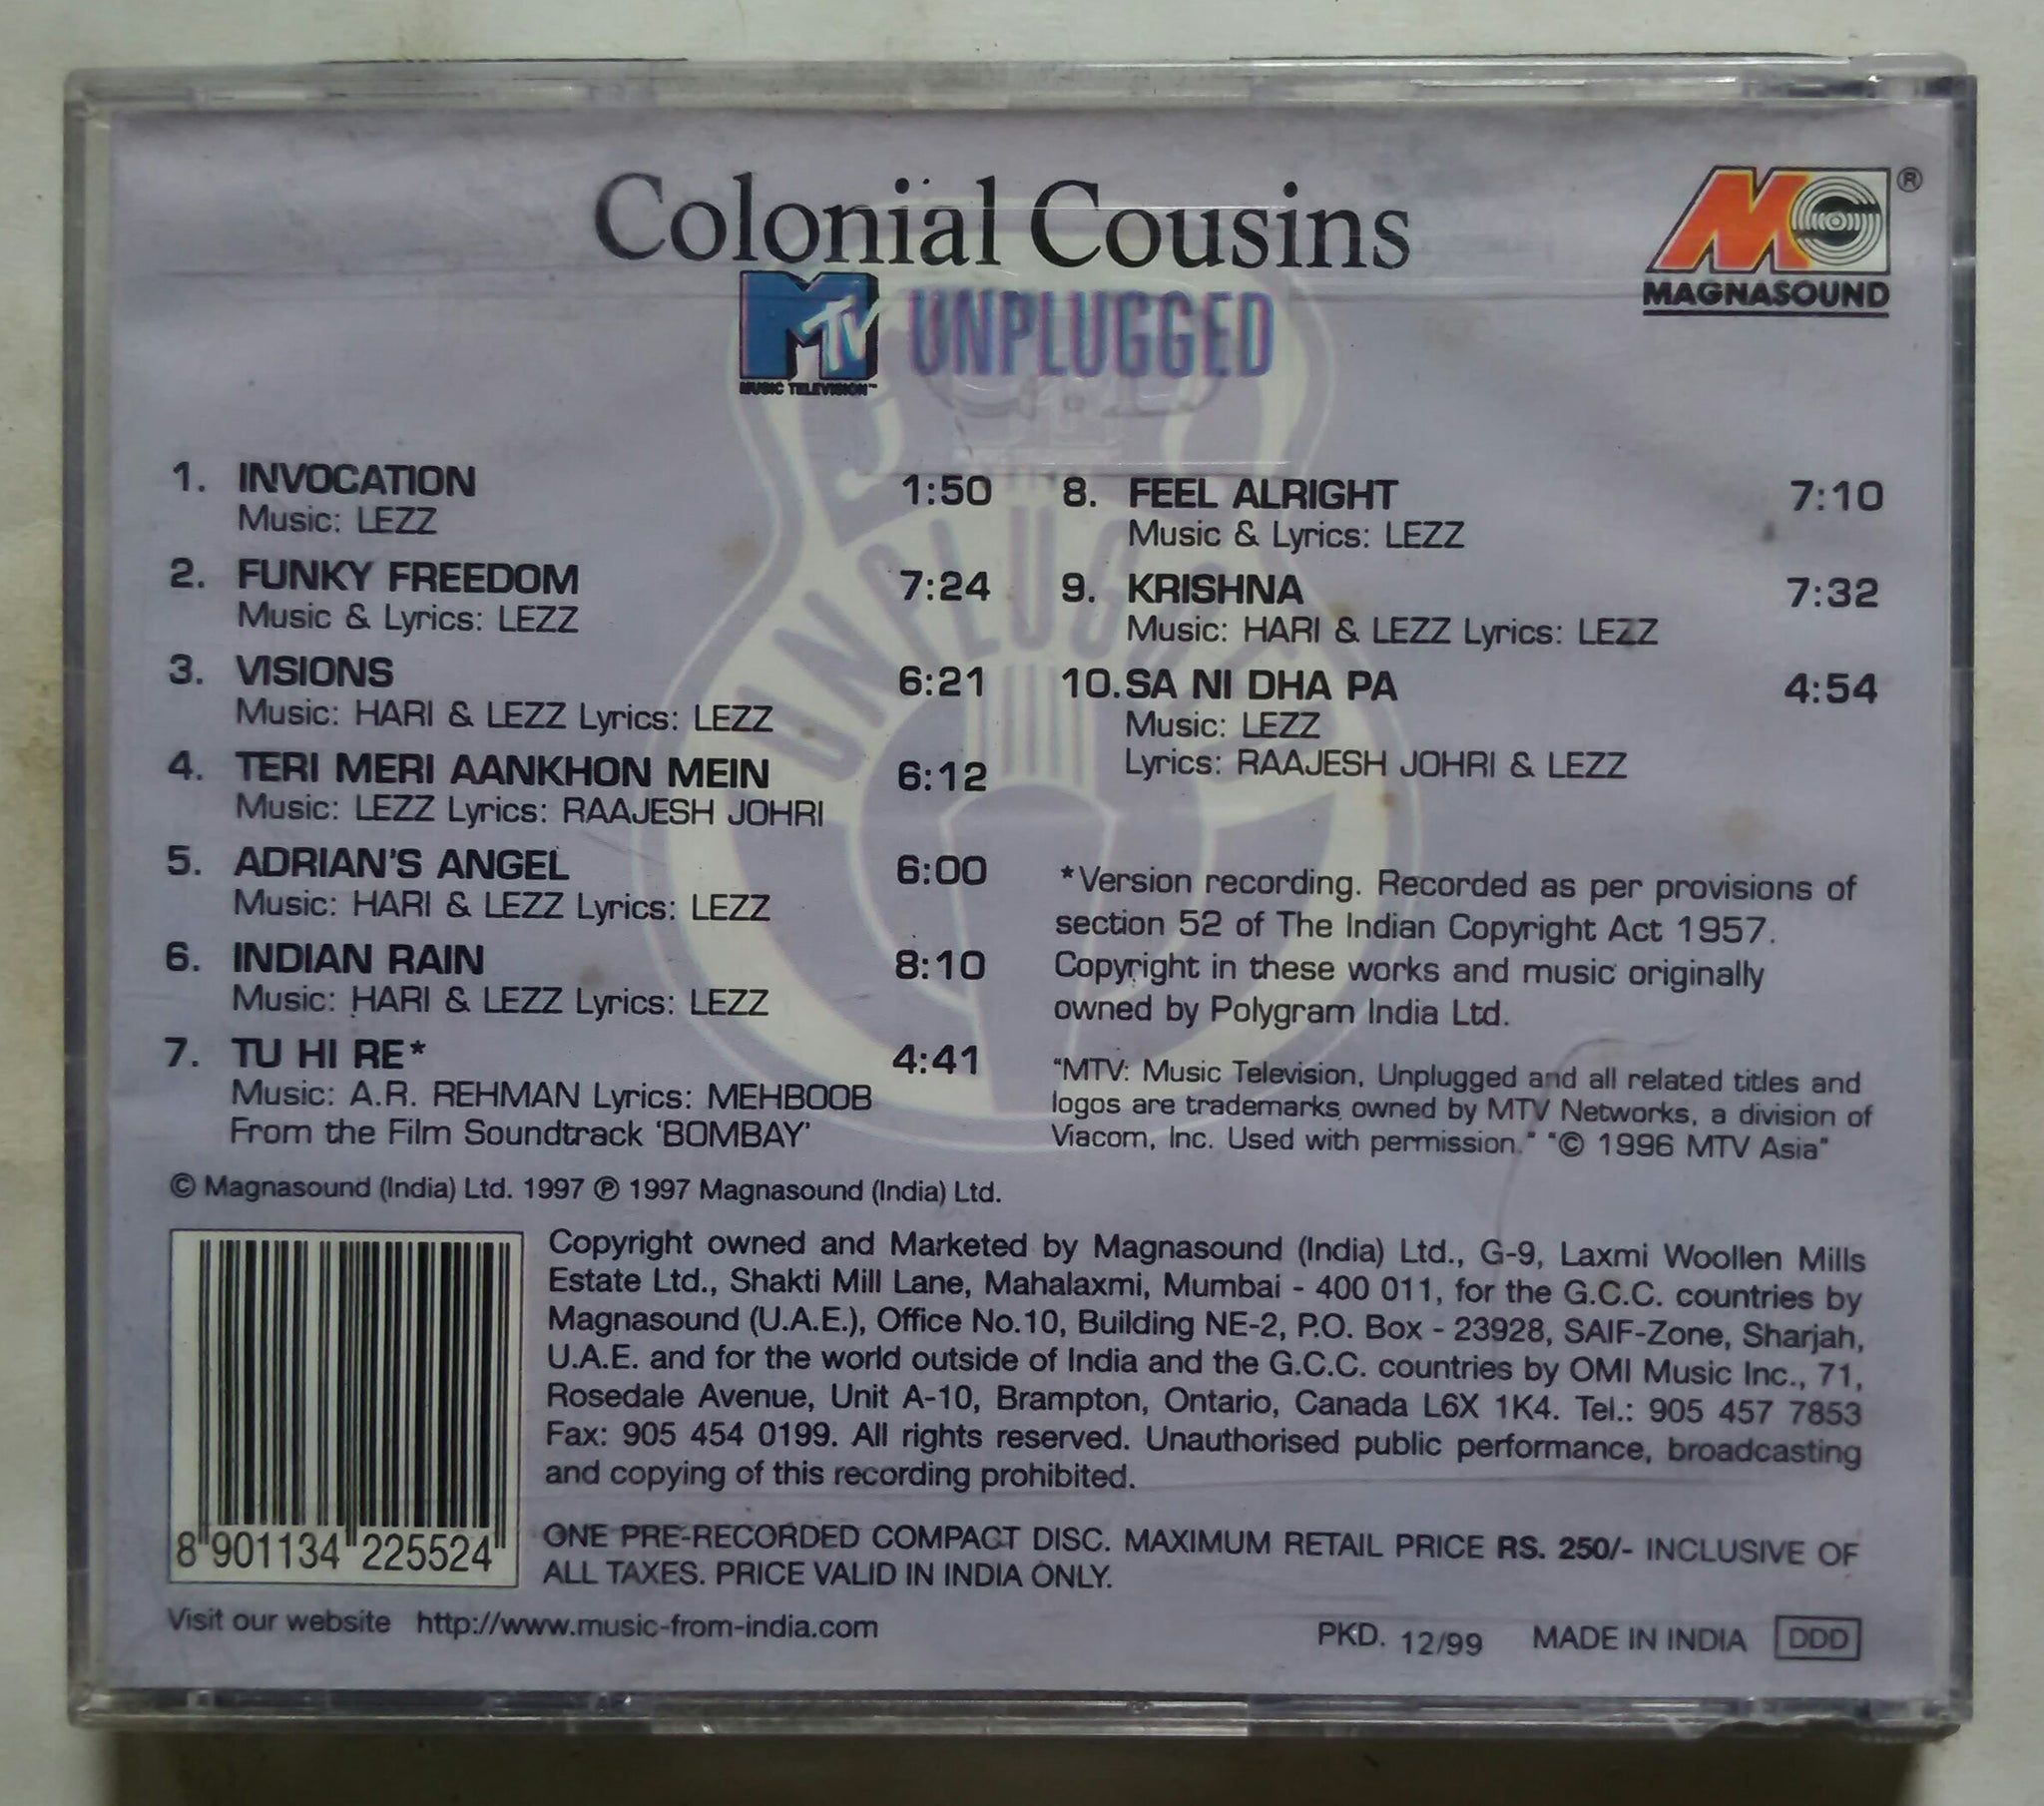 Colonial Cousins
MTV
MUSIC TELEVISION™
UNPLUGGED
MAGNASOUND
®
UNPLUGGED
1. INVOCATION 1:50
Music: LEZZ
2. FUNKY FREEDOM 7:24
Music & Lyrics: LEZZ
3. VISIONS 6:21
Music: HARI & LEZZ Lyrics: LEZZ
4. TERI MERI AANKHON MEIN 6:12
Music: LEZZ Lyrics: RAAJESH JOHRI
5. ADRIAN'S ANGEL 6:00
Music: HARI & LEZZ Lyrics: LEZZ
6. INDIAN RAIN 8:10
Music: HARI & LEZZ Lyrics: LEZZ
7. TU HI RE* 4:41
Music: A.R. REHMAN Lyrics: MEHBOOB
From the Film Soundtrack 'BOMBAY'
8. FEEL ALRIGHT 7:10
Music & Lyrics: LEZZ
9. KRISHNA 7:32
Music: HARI & LEZZ Lyrics: LEZZ
10. SA NI DHA PA 4:54
Music: LEZZ
Lyrics: RAAJESH JOHRI & LEZZ
*Version recording. Recorded as per provisions of
section 52 of The Indian Copyright Act 1957.
Copyright in these works and music originally
owned by Polygram India Ltd.
"MTV: Music Television, Unplugged and all related titles and
logos are trademarks owned by MTV Networks, a division of
Viacom, Inc. Used with permission." "© 1996 MTV Asia"
© Magnasound (India) Ltd. 1997 ℗ 1997 Magnasound (India) Ltd.
Copyright owned and Marketed by Magnasound (India) Ltd., G-9, Laxmi Woollen Mills
Estate Ltd., Shakti Mill Lane, Mahalaxmi, Mumbai - 400 011, for the G.C.C. countries by
Magnasound (U.A.E.), Office No.10, Building NE-2, P.O. Box - 23928, SAIF-Zone, Sharjah,
U.A.E. and for the world outside of India and the G.C.C. countries by OMI Music Inc., 71,
Rosedale Avenue, Unit A-10, Brampton, Ontario, Canada L6X 1K4. Tel.: 905 457 7853
Fax: 905 454 0199. All rights reserved. Unauthorised public performance, broadcasting
and copying of this recording prohibited.
8 901134 225524
ONE PRE-RECORDED COMPACT DISC. MAXIMUM RETAIL PRICE RS. 250/- INCLUSIVE OF
ALL TAXES. PRICE VALID IN INDIA ONLY.
Visit our website http://www.music-from-india.com
PKD. 12/99 MADE IN INDIA DDD